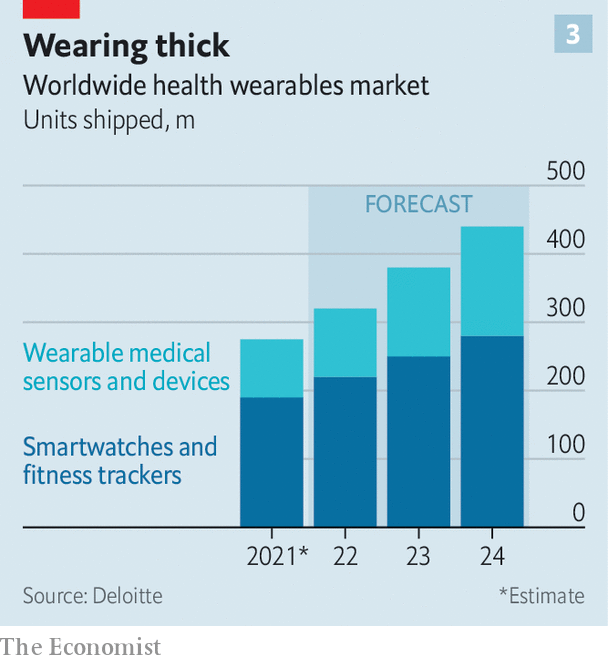 Wearing thick
3
Worldwide health wearables market
Units shipped, m
500
FORECAST
400
300
Wearable medical
sensors and devices
200
Smartwatches and
fitness trackers
100
0
2021* 22 23 24
Source: Deloitte
*Estimate
The Economist